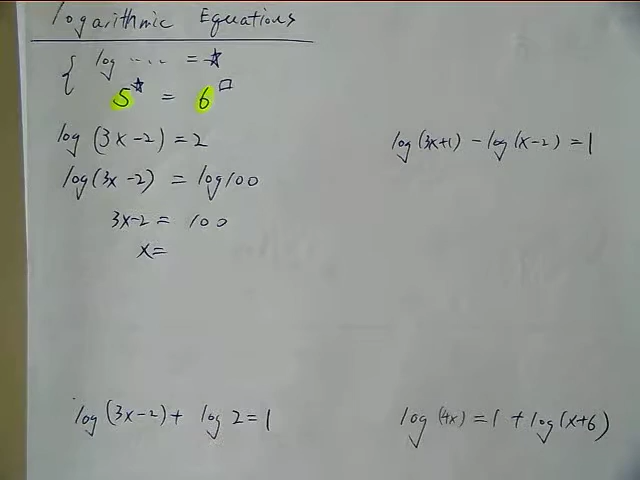 logarithmic Equations
{ log ···· = ☆
5^☆ = 6^□
log (3x-2) = 2
log(3x-2) = log100
3x-2 = 100
x=
log(3x+1) - log(x-2) = 1
log(3x-2) + log 2 = 1
log (4x) = 1 + log(x+6)